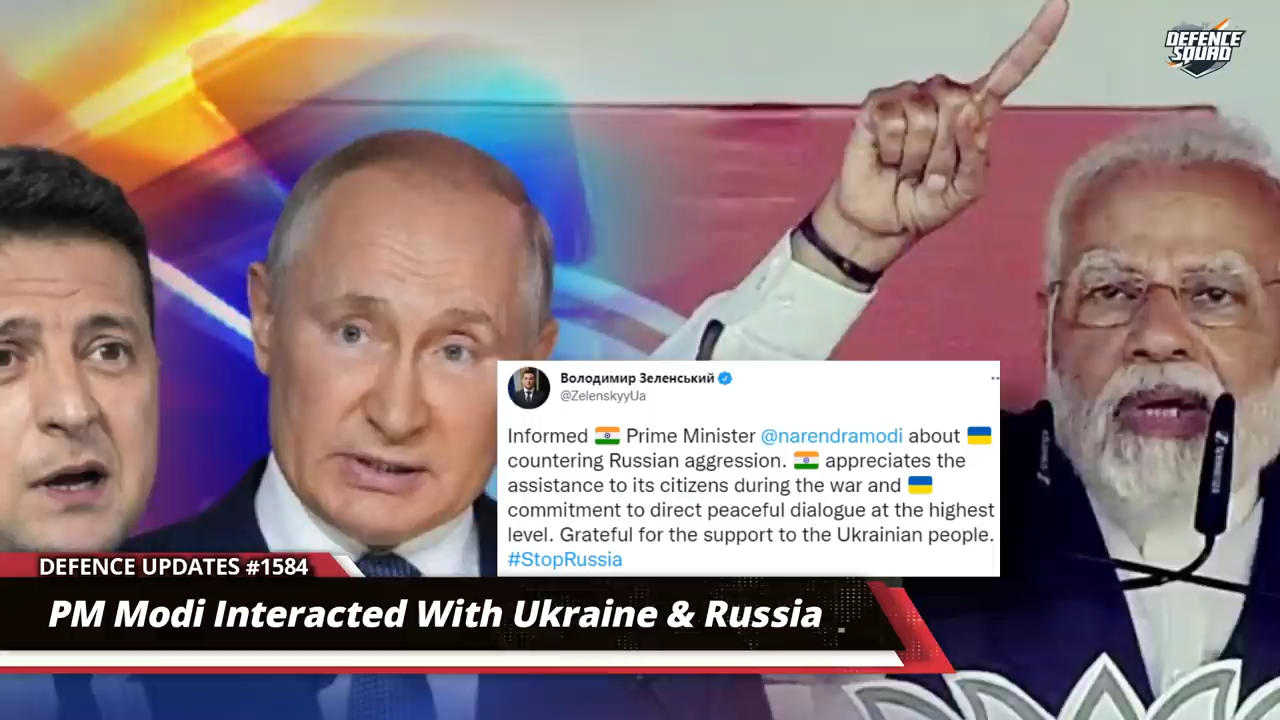 DEFENCE
SQUAD
Володимир Зеленський
@ZelenskyyUa
Informed 🇮🇳 Prime Minister @narendramodi about 🇺🇦
countering Russian aggression. 🇮🇳 appreciates the
assistance to its citizens during the war and 🇺🇦
commitment to direct peaceful dialogue at the highest
level. Grateful for the support to the Ukrainian people.
#StopRussia
DEFENCE UPDATES #1584
PM Modi Interacted With Ukraine & Russia